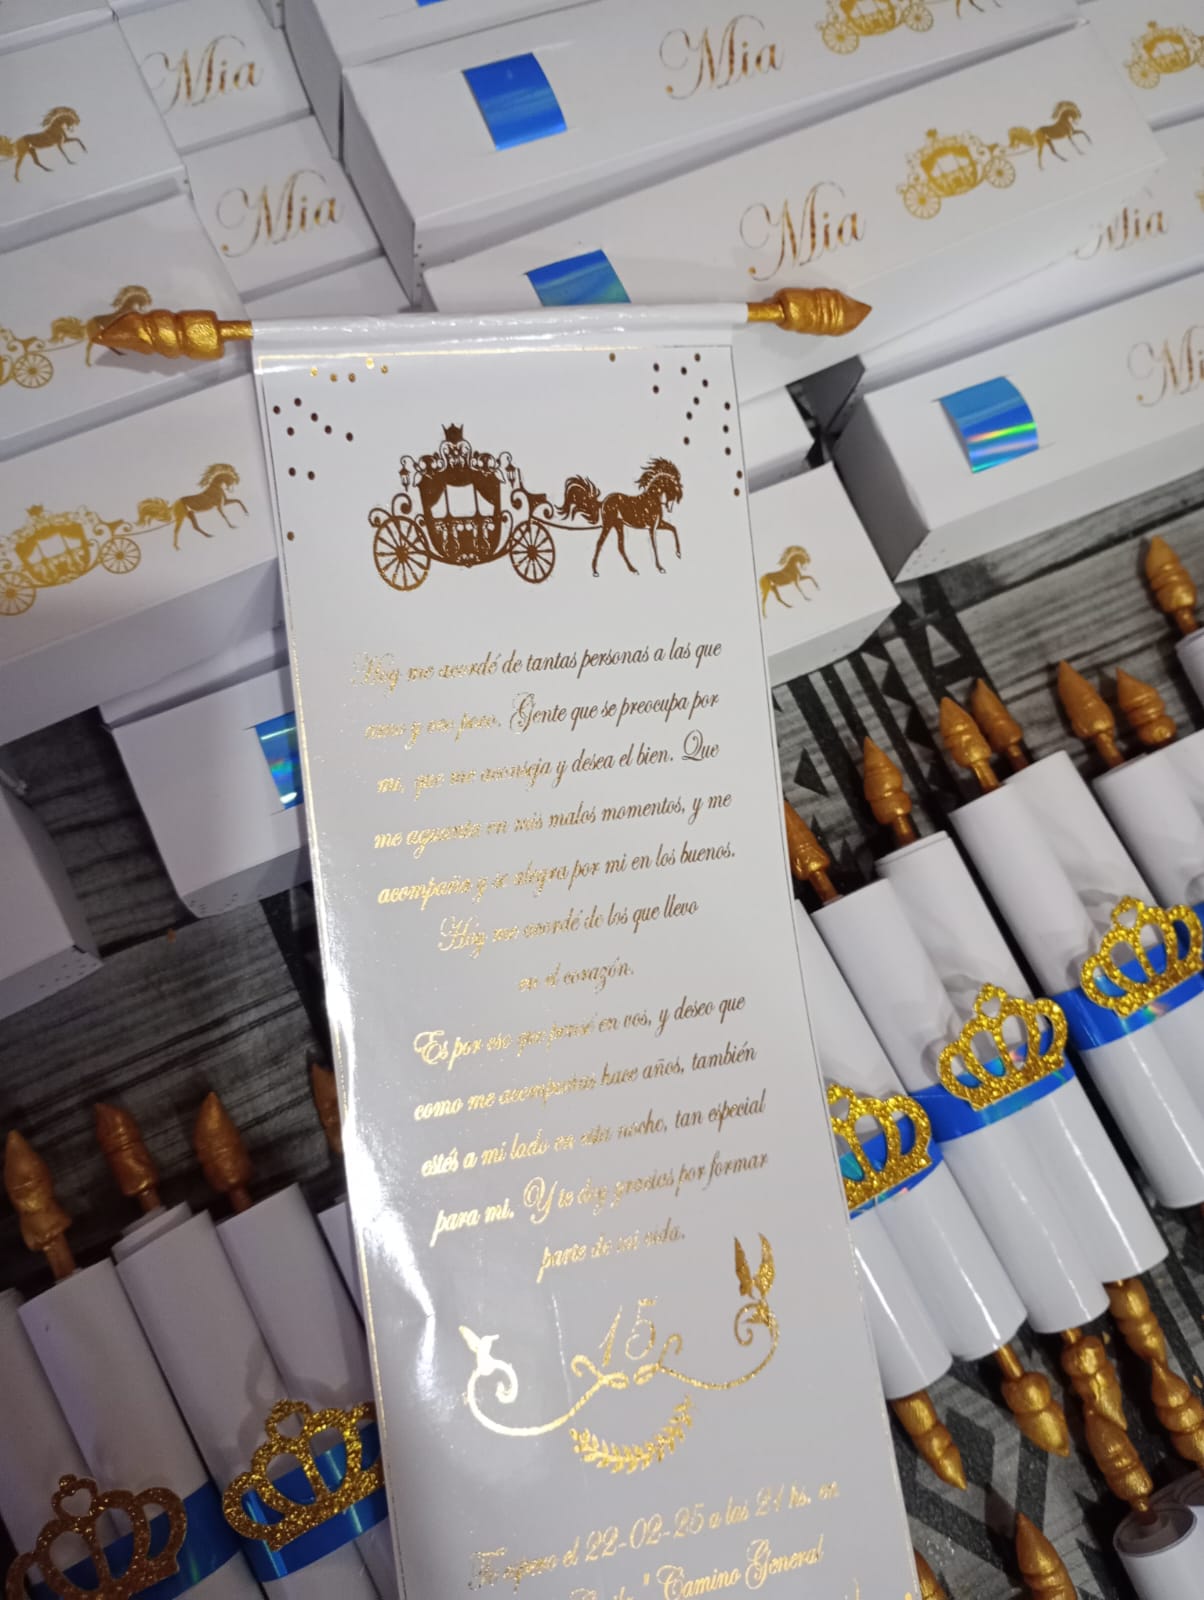 Mia
Mia
Mia
Mia
Mia
Hoy me acordé de tantas personas a las que
amo y me paso. Gente que se preocupa por
mi, que me aconseja y desea el bien. Que
me aguanta en mis malos momentos, y me
acompaña y se alegra por mi en los buenos.
Hoy me acordé de los que llevo
en el corazón.
Es por eso que pensé en vos, y deseo que
como me acompañas hace años, también
estés a mi lado en esta noche, tan especial
para mi. Y te doy gracias por formar
parte de mi vida.
15
Te espero el 22-02-25 a las 21 hs. en
" Camino General